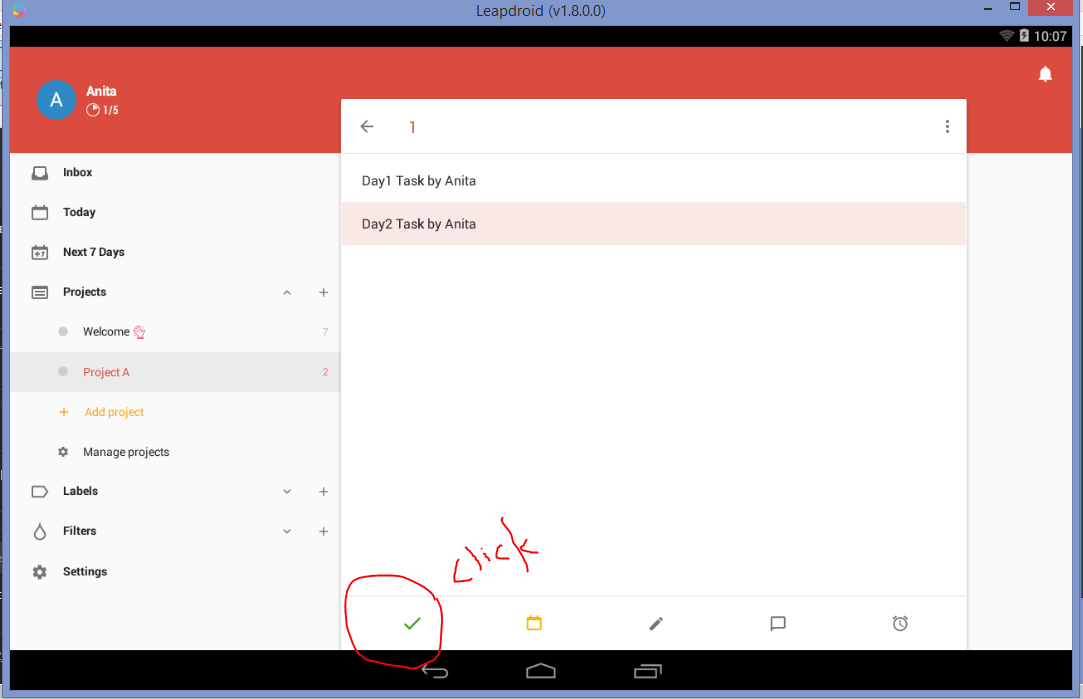 Leapdroid (v1.8.0.0)
10:07
A
Anita
1/5
1
Inbox
Day1 Task by Anita
Today
Day2 Task by Anita
+7
Next 7 Days
Projects
Welcome
7
Project A
2
Add project
Manage projects
Labels
Filters
Settings
click